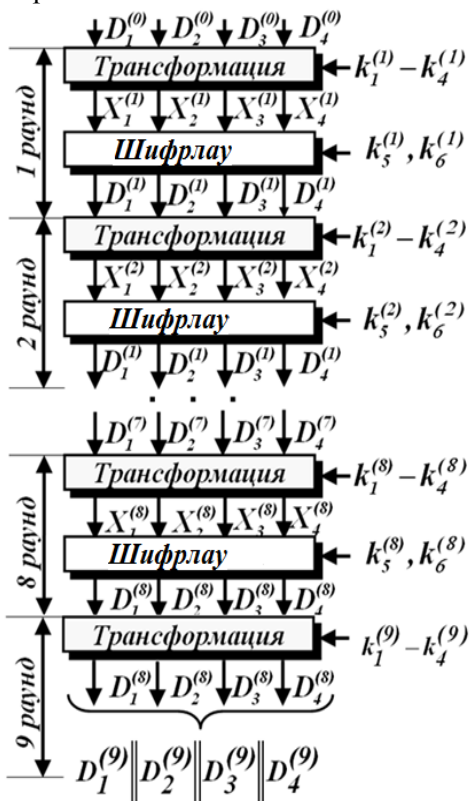 D₁⁽⁰⁾ D₂⁽⁰⁾ D₃⁽⁰⁾ D₄⁽⁰⁾
Трансформация k₁⁽¹⁾ – k₄⁽¹⁾
1 раунд
X₁⁽¹⁾ X₂⁽¹⁾ X₃⁽¹⁾ X₄⁽¹⁾
Шифрлау k₅⁽¹⁾, k₆⁽¹⁾
D₁⁽¹⁾ D₂⁽¹⁾ D₃⁽¹⁾ D₄⁽¹⁾
Трансформация k₁⁽²⁾ – k₄⁽²⁾
2 раунд
X₁⁽²⁾ X₂⁽²⁾ X₃⁽²⁾ X₄⁽²⁾
Шифрлау k₅⁽²⁾, k₆⁽²⁾
D₁⁽¹⁾ D₂⁽¹⁾ D₃⁽¹⁾ D₄⁽¹⁾
. . .
D₁⁽⁷⁾ D₂⁽⁷⁾ D₃⁽⁷⁾ D₄⁽⁷⁾
Трансформация k₁⁽⁸⁾ – k₄⁽⁸⁾
8 раунд
X₁⁽⁸⁾ X₂⁽⁸⁾ X₃⁽⁸⁾ X₄⁽⁸⁾
Шифрлау k₅⁽⁸⁾, k₆⁽⁸⁾
D₁⁽⁸⁾ D₂⁽⁸⁾ D₃⁽⁸⁾ D₄⁽⁸⁾
Трансформация k₁⁽⁹⁾ – k₄⁽⁹⁾
9 раунд
D₁⁽⁸⁾ D₂⁽⁸⁾ D₃⁽⁸⁾ D₄⁽⁸⁾
D₁⁽⁹⁾ ‖ D₂⁽⁹⁾ ‖ D₃⁽⁹⁾ ‖ D₄⁽⁹⁾